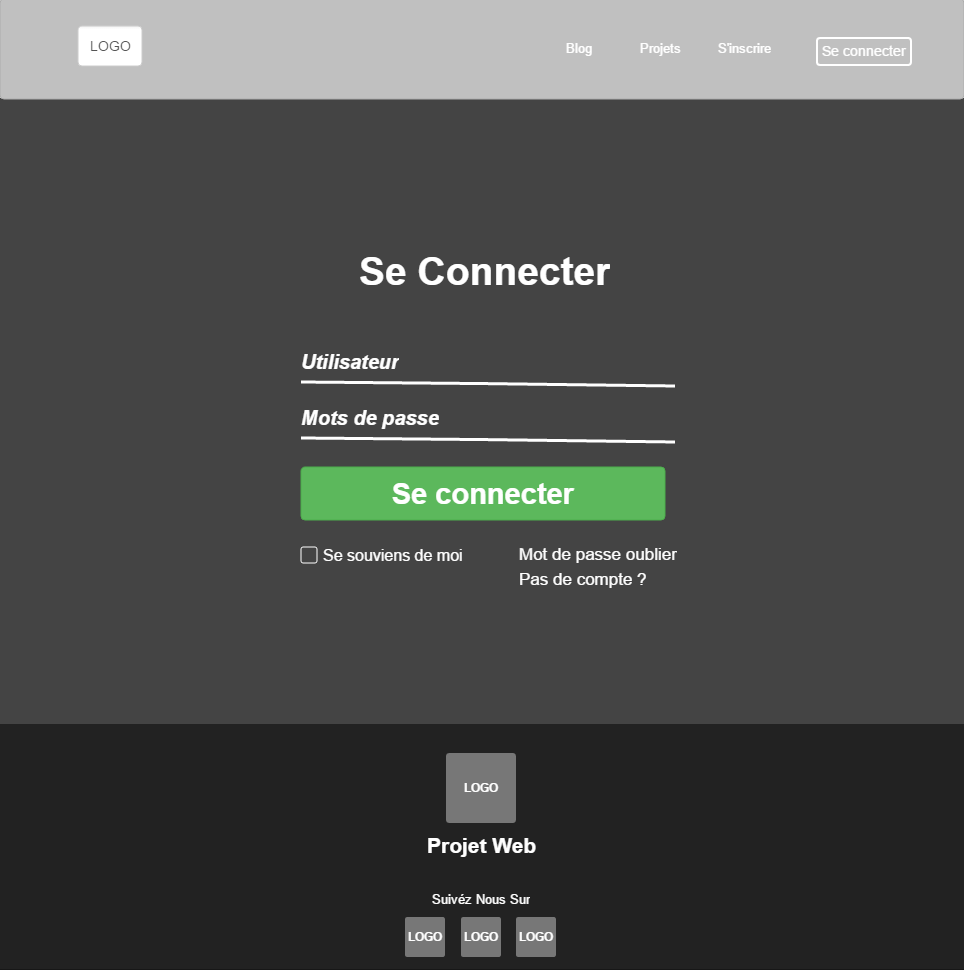 LOGO
Blog Projets S'inscrire Se connecter
Se Connecter
Utilisateur
Mots de passe
Se connecter
Se souviens de moi
Mot de passe oublier
Pas de compte ?
LOGO
Projet Web
Suivéz Nous Sur
LOGO LOGO LOGO